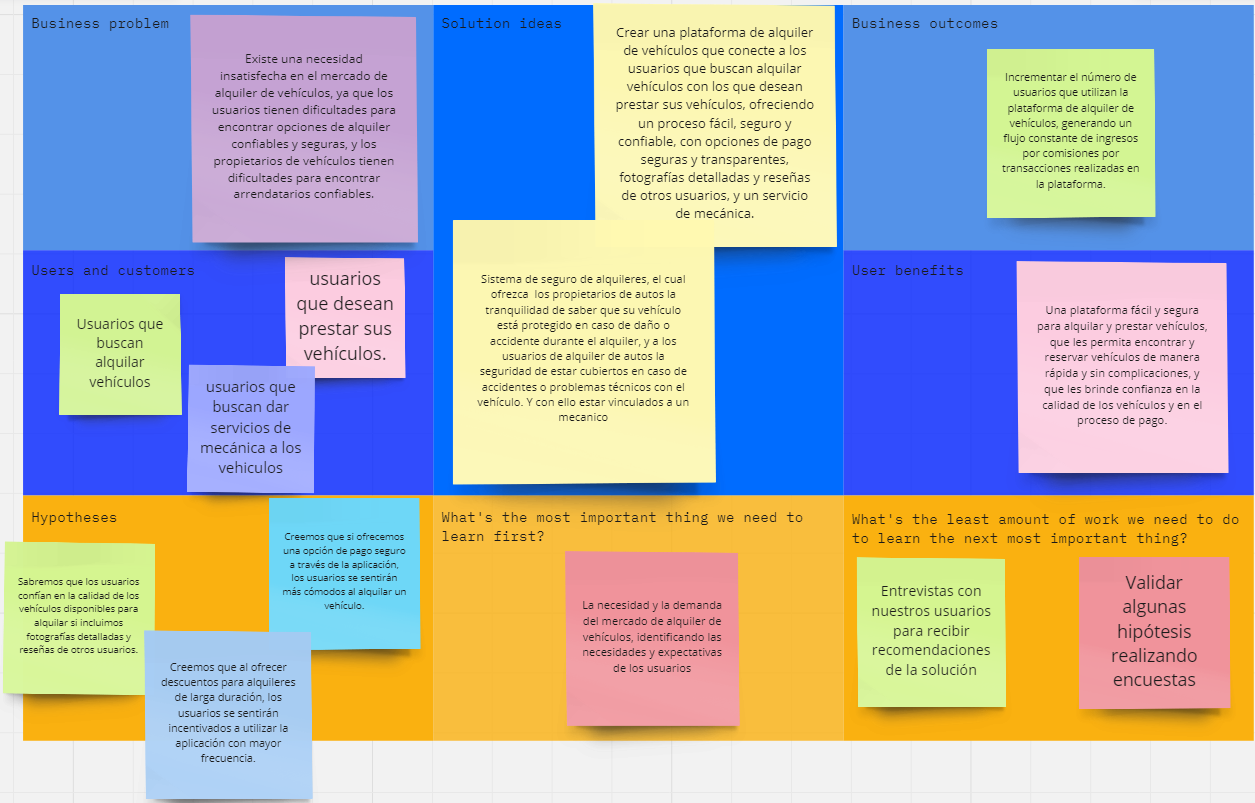 Business problem
Existe una necesidad
insatisfecha en el mercado de
alquiler de vehículos, ya que los
usuarios tienen dificultades para
encontrar opciones de alquiler
confiables y seguras, y los
propietarios de vehículos tienen
dificultades para encontrar
arrendatarios confiables.
Solution ideas
Crear una plataforma de alquiler
de vehículos que conecte a los
usuarios que buscan alquilar
vehículos con los que desean
prestar sus vehículos, ofreciendo
un proceso fácil, seguro y
confiable, con opciones de pago
seguras y transparentes,
fotografías detalladas y reseñas
de otros usuarios, y un servicio
de mecánica.
Sistema de seguro de alquileres, el cual
ofrezca los propietarios de autos la
tranquilidad de saber que su vehículo
está protegido en caso de daño o
accidente durante el alquiler, y a los
usuarios de alquiler de autos la
seguridad de estar cubiertos en caso de
accidentes o problemas técnicos con el
vehículo. Y con ello estar vinculados a un
mecanico
Business outcomes
Incrementar el número de
usuarios que utilizan la
plataforma de alquiler de
vehículos, generando un
flujo constante de ingresos
por comisiones por
transacciones realizadas en
la plataforma.
Users and customers
Usuarios que
buscan
alquilar
vehículos
usuarios
que desean
prestar sus
vehículos.
usuarios que
buscan dar
servicios de
mecánica a los
vehiculos
User benefits
Una plataforma fácil y segura
para alquilar y prestar vehículos,
que les permita encontrar y
reservar vehículos de manera
rápida y sin complicaciones, y
que les brinde confianza en la
calidad de los vehículos y en el
proceso de pago.
Hypotheses
Sabremos que los usuarios
confían en la calidad de los
vehículos disponibles para
alquilar si incluimos
fotografías detalladas y
reseñas de otros usuarios.
Creemos que si ofrecemos
una opción de pago seguro
a través de la aplicación,
los usuarios se sentirán
más cómodos al alquilar un
vehículo.
Creemos que al ofrecer
descuentos para alquileres
de larga duración, los
usuarios se sentirán
incentivados a utilizar la
aplicación con mayor
frecuencia.
What's the most important thing we need to
learn first?
La necesidad y la demanda
del mercado de alquiler de
vehículos, identificando las
necesidades y expectativas
de los usuarios
What's the least amount of work we need to do
to learn the next most important thing?
Entrevistas con
nuestros usuarios
para recibir
recomendaciones
de la solución
Validar
algunas
hipótesis
realizando
encuestas